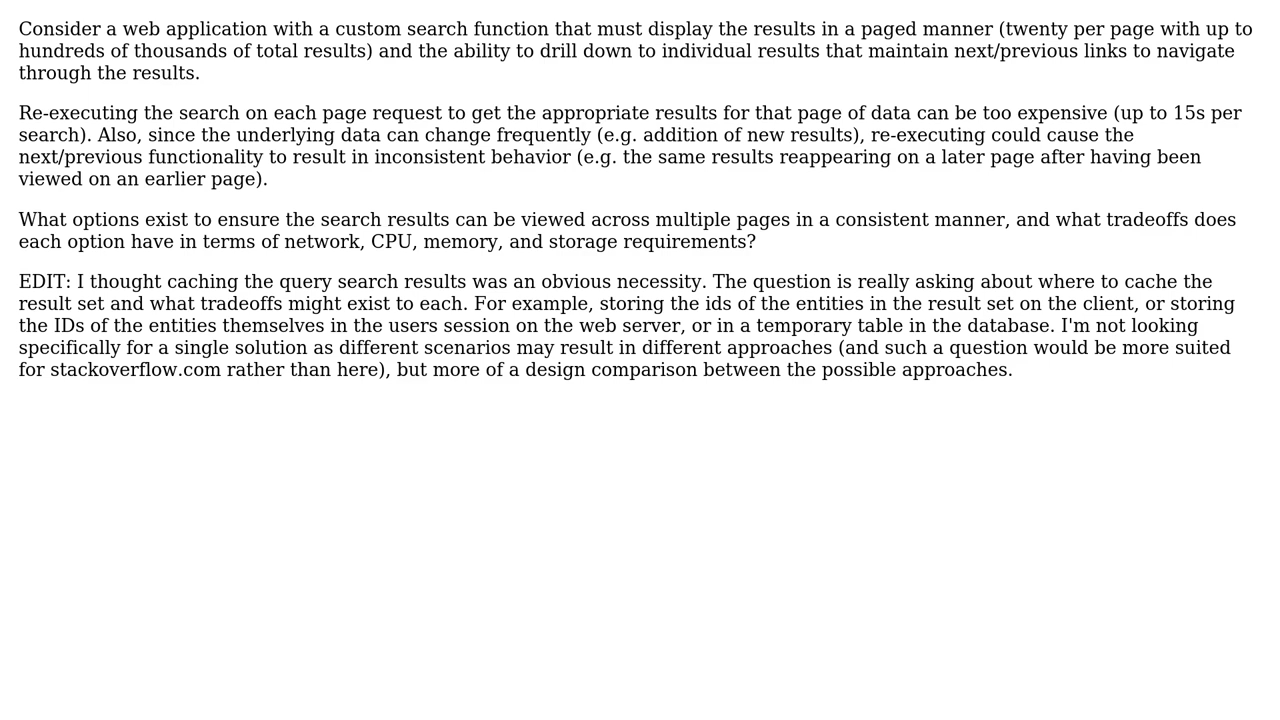 Consider a web application with a custom search function that must display the results in a paged manner (twenty per page with up to
hundreds of thousands of total results) and the ability to drill down to individual results that maintain next/previous links to navigate
through the results.
Re-executing the search on each page request to get the appropriate results for that page of data can be too expensive (up to 15s per
search). Also, since the underlying data can change frequently (e.g. addition of new results), re-executing could cause the
next/previous functionality to result in inconsistent behavior (e.g. the same results reappearing on a later page after having been
viewed on an earlier page).
What options exist to ensure the search results can be viewed across multiple pages in a consistent manner, and what tradeoffs does
each option have in terms of network, CPU, memory, and storage requirements?
EDIT: I thought caching the query search results was an obvious necessity. The question is really asking about where to cache the
result set and what tradeoffs might exist to each. For example, storing the ids of the entities in the result set on the client, or storing
the IDs of the entities themselves in the users session on the web server, or in a temporary table in the database. I'm not looking
specifically for a single solution as different scenarios may result in different approaches (and such a question would be more suited
for stackoverflow.com rather than here), but more of a design comparison between the possible approaches.